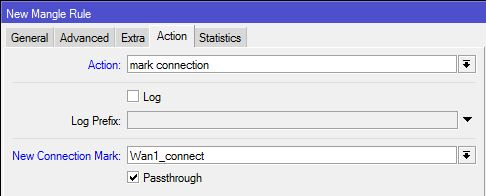 New Mangle Rule
General Advanced Extra Action Statistics
Action: mark connection
Log
Log Prefix:
New Connection Mark: Wan1_connect
Passthrough